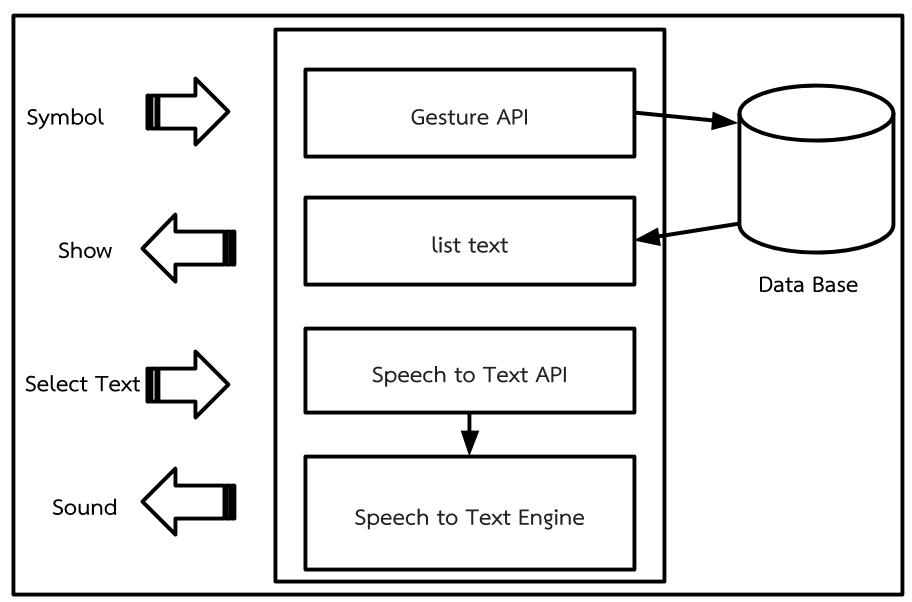 Symbol
Gesture API
Show
list text
Data Base
Select Text
Speech to Text API
Sound
Speech to Text Engine